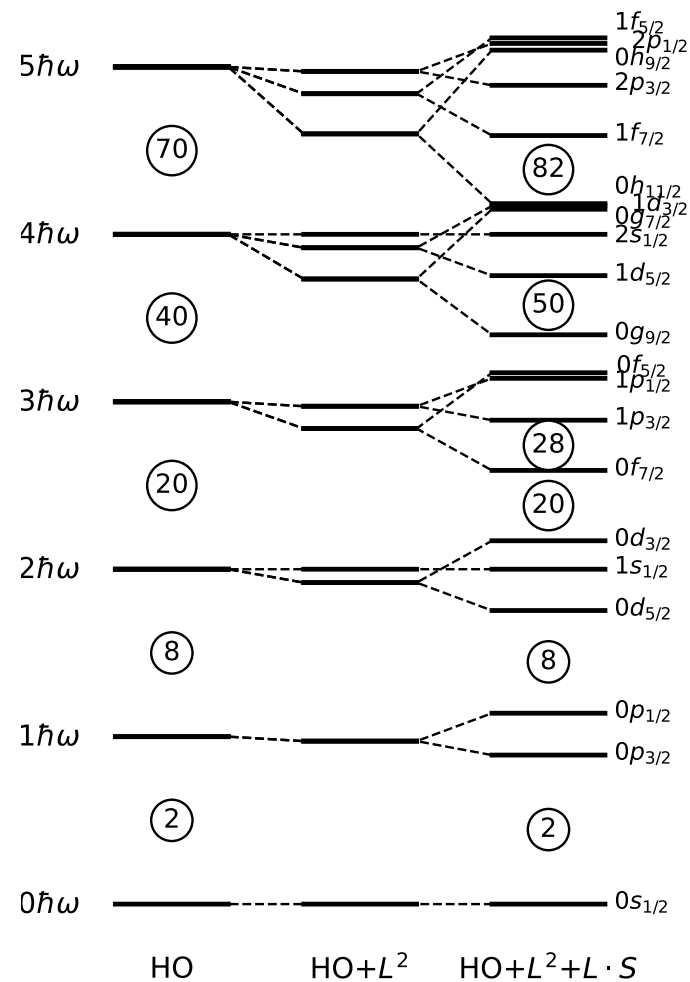 1f₅/₂
2p₁/₂
5ℏω
0h₉/₂
2p₃/₂
1f₇/₂
70
82
0h₁₁/₂
1d₃/₂
0g₇/₂
4ℏω
2s₁/₂
1d₅/₂
40
50
0g₉/₂
0f₅/₂
1p₁/₂
3ℏω
1p₃/₂
28
0f₇/₂
20
20
0d₃/₂
2ℏω
1s₁/₂
0d₅/₂
8
8
0p₁/₂
1ℏω
0p₃/₂
2
2
0ℏω
0s₁/₂
HO
HO+L²
HO+L²+L · S